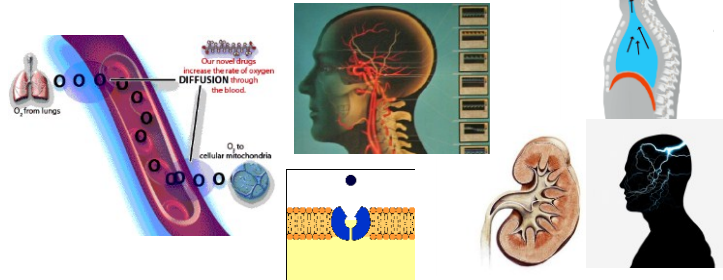 Our novel drugs
increase the rate of oxygen
DIFFUSION through
the blood.
O₂ from lungs
O₂ to
cellular mitochondria